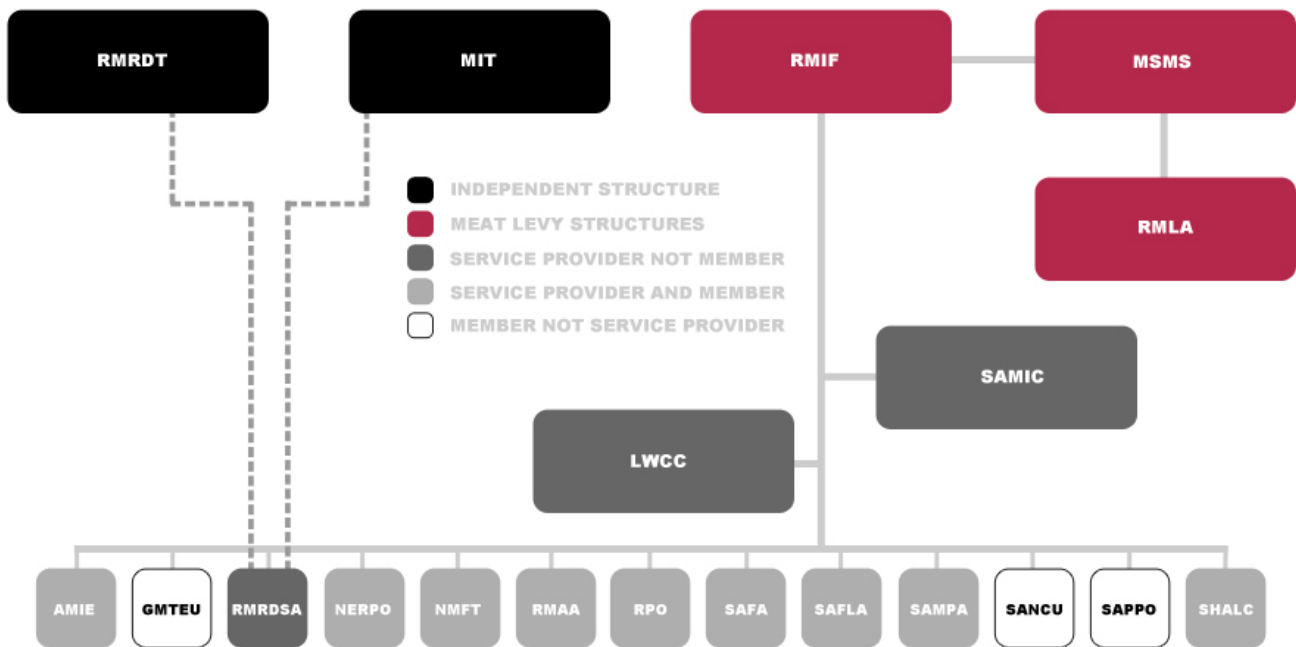 RMRDT
MIT
RMIF
MSMS
INDEPENDENT STRUCTURE
MEAT LEVY STRUCTURES
SERVICE PROVIDER NOT MEMBER
SERVICE PROVIDER AND MEMBER
MEMBER NOT SERVICE PROVIDER
RMLA
SAMIC
LWCC
AMIE
GMTEU
RMRDSA
NERPO
NMFT
RMAA
RPO
SAFA
SAFLA
SAMPA
SANCU
SAPPO
SHALC